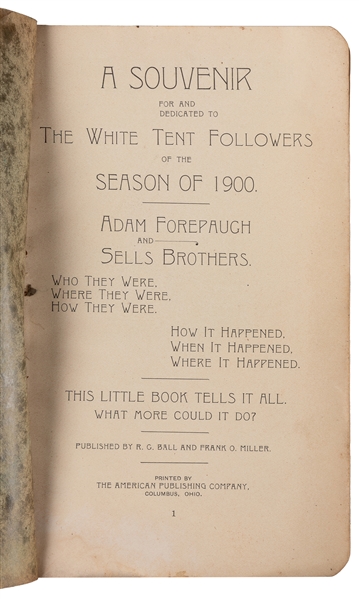 A SOUVENIR
FOR AND
DEDICATED TO
THE WHITE TENT FOLLOWERS
OF THE
SEASON OF 1900.
ADAM FOREPAUGH
AND
SELLS BROTHERS.
WHO THEY WERE,
WHERE THEY WERE,
HOW THEY WERE.
HOW IT HAPPENED,
WHEN IT HAPPENED,
WHERE IT HAPPENED.
THIS LITTLE BOOK TELLS IT ALL.
WHAT MORE COULD IT DO?
PUBLISHED BY R. G. BALL AND FRANK O. MILLER.
PRINTED BY
THE AMERICAN PUBLISHING COMPANY,
COLUMBUS, OHIO.
1